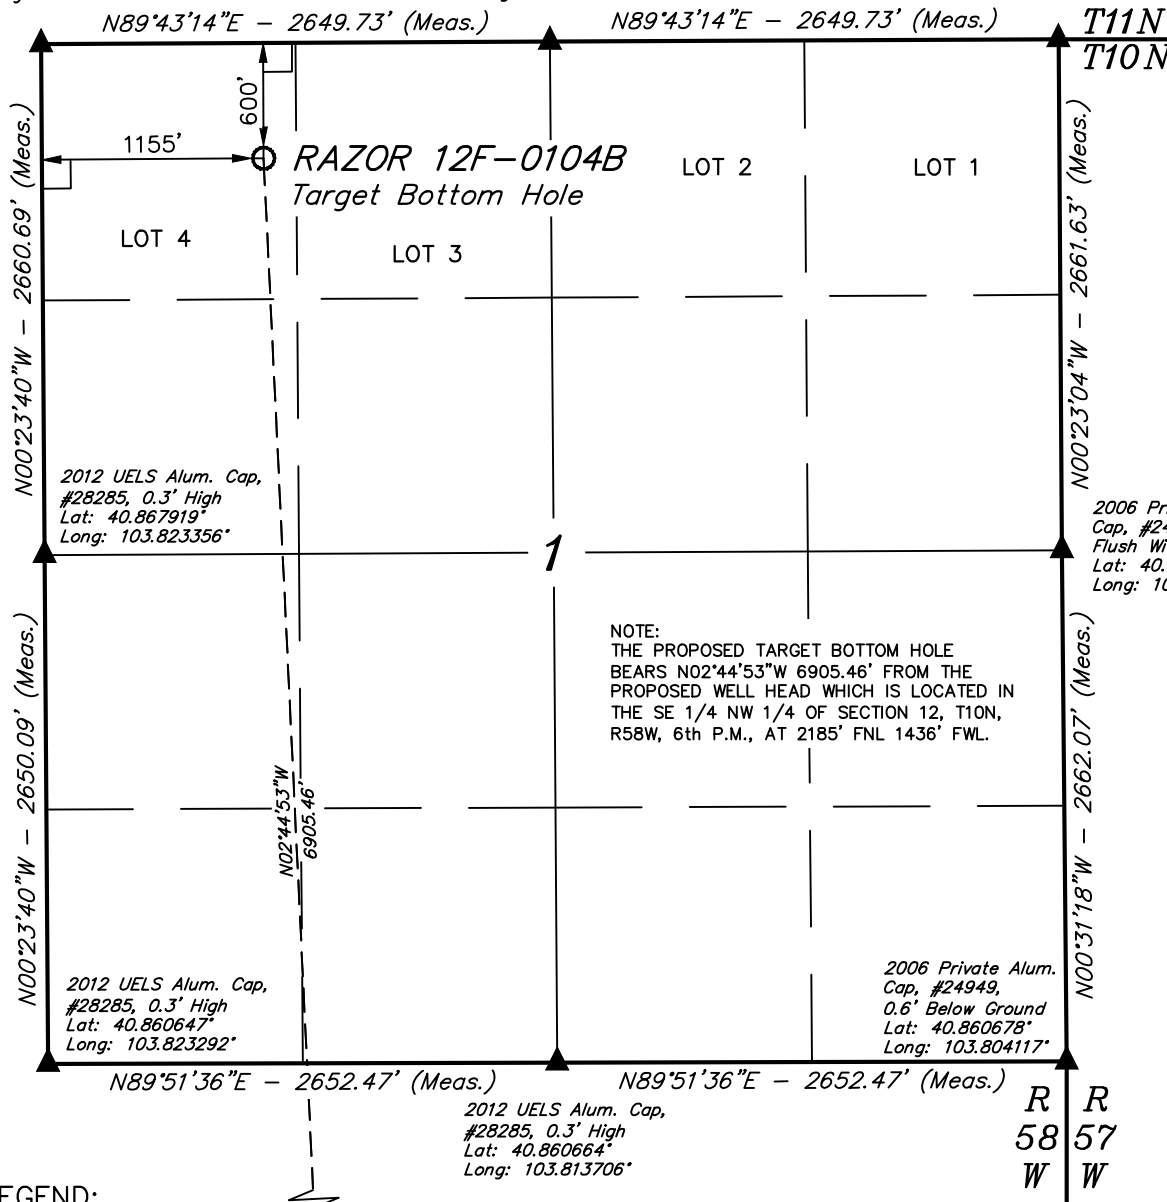 N89°43'14"E - 2649.73' (Meas.)
N89°43'14"E - 2649.73' (Meas.)
T11N
T10N
600'
1155'
RAZOR 12F-0104B
Target Bottom Hole
LOT 2
LOT 1
LOT 4
LOT 3
N00°23'40"W - 2660.69' (Meas.)
N00°23'04"W - 2661.63' (Meas.)
2012 UELS Alum. Cap,
#28285, 0.3' High
Lat: 40.867919°
Long: 103.823356°
2006
Cap,
Flush
Lat: 40.
Long:
1
NOTE:
THE PROPOSED TARGET BOTTOM HOLE
BEARS N02°44'53"W 6905.46' FROM THE
PROPOSED WELL HEAD WHICH IS LOCATED IN
THE SE 1/4 NW 1/4 OF SECTION 12, T10N,
R58W, 6th P.M., AT 2185' FNL 1436' FWL.
N00°23'40"W - 2650.09' (Meas.)
N02°44'53"W
6905.46'
N00°31'18"W - 2662.07' (Meas.)
2012 UELS Alum. Cap,
#28285, 0.3' High
Lat: 40.860647°
Long: 103.823292°
2006 Private Alum.
Cap, #24949,
0.6' Below Ground
Lat: 40.860678°
Long: 103.804117°
N89°51'36"E - 2652.47' (Meas.)
N89°51'36"E - 2652.47' (Meas.)
2012 UELS Alum. Cap,
#28285, 0.3' High
Lat: 40.860664°
Long: 103.813706°
R R
58 57
W W
EGEND: